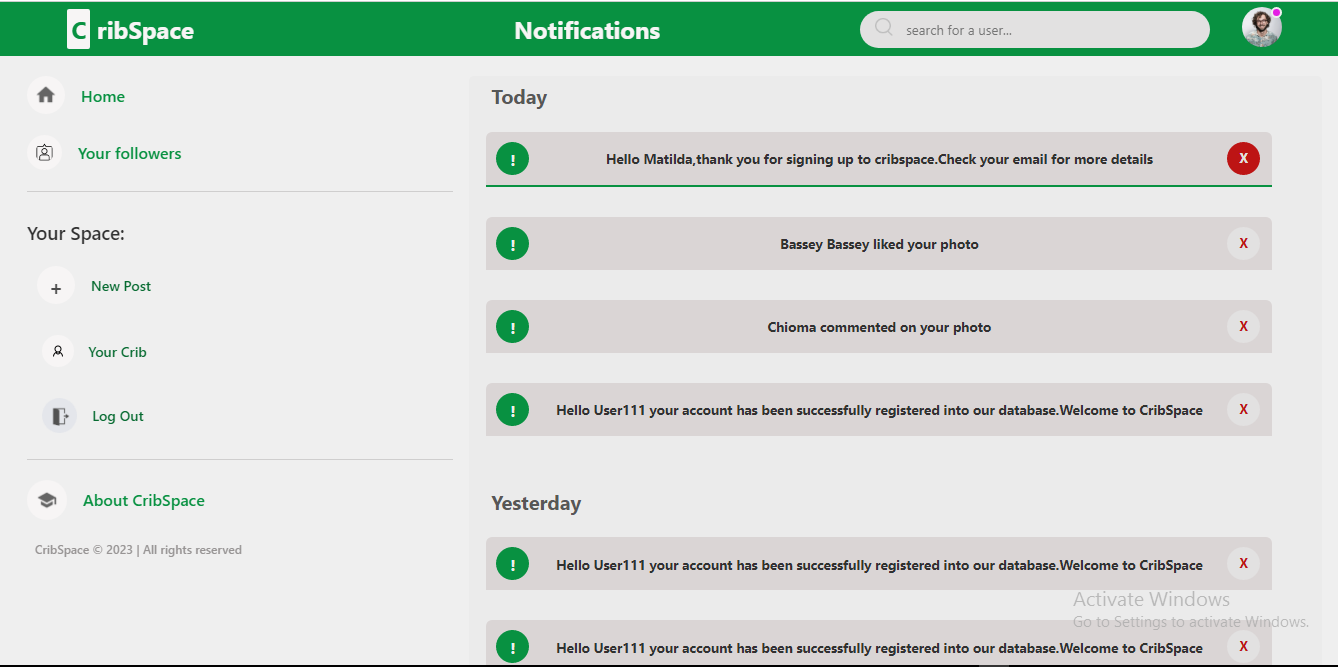 CribSpace
Notifications
search for a user...
Home
Your followers
Your Space:
+ New Post
Your Crib
Log Out
About CribSpace
CribSpace © 2023 | All rights reserved
Today
! Hello Matilda,thank you for signing up to cribspace.Check your email for more details X
! Bassey Bassey liked your photo X
! Chioma commented on your photo X
! Hello User111 your account has been successfully registered into our database.Welcome to CribSpace X
Yesterday
! Hello User111 your account has been successfully registered into our database.Welcome to CribSpace X
Activate Windows
Go to Settings to activate Windows.
! Hello User111 your account has been successfully registered into our database.Welcome to CribSpace X